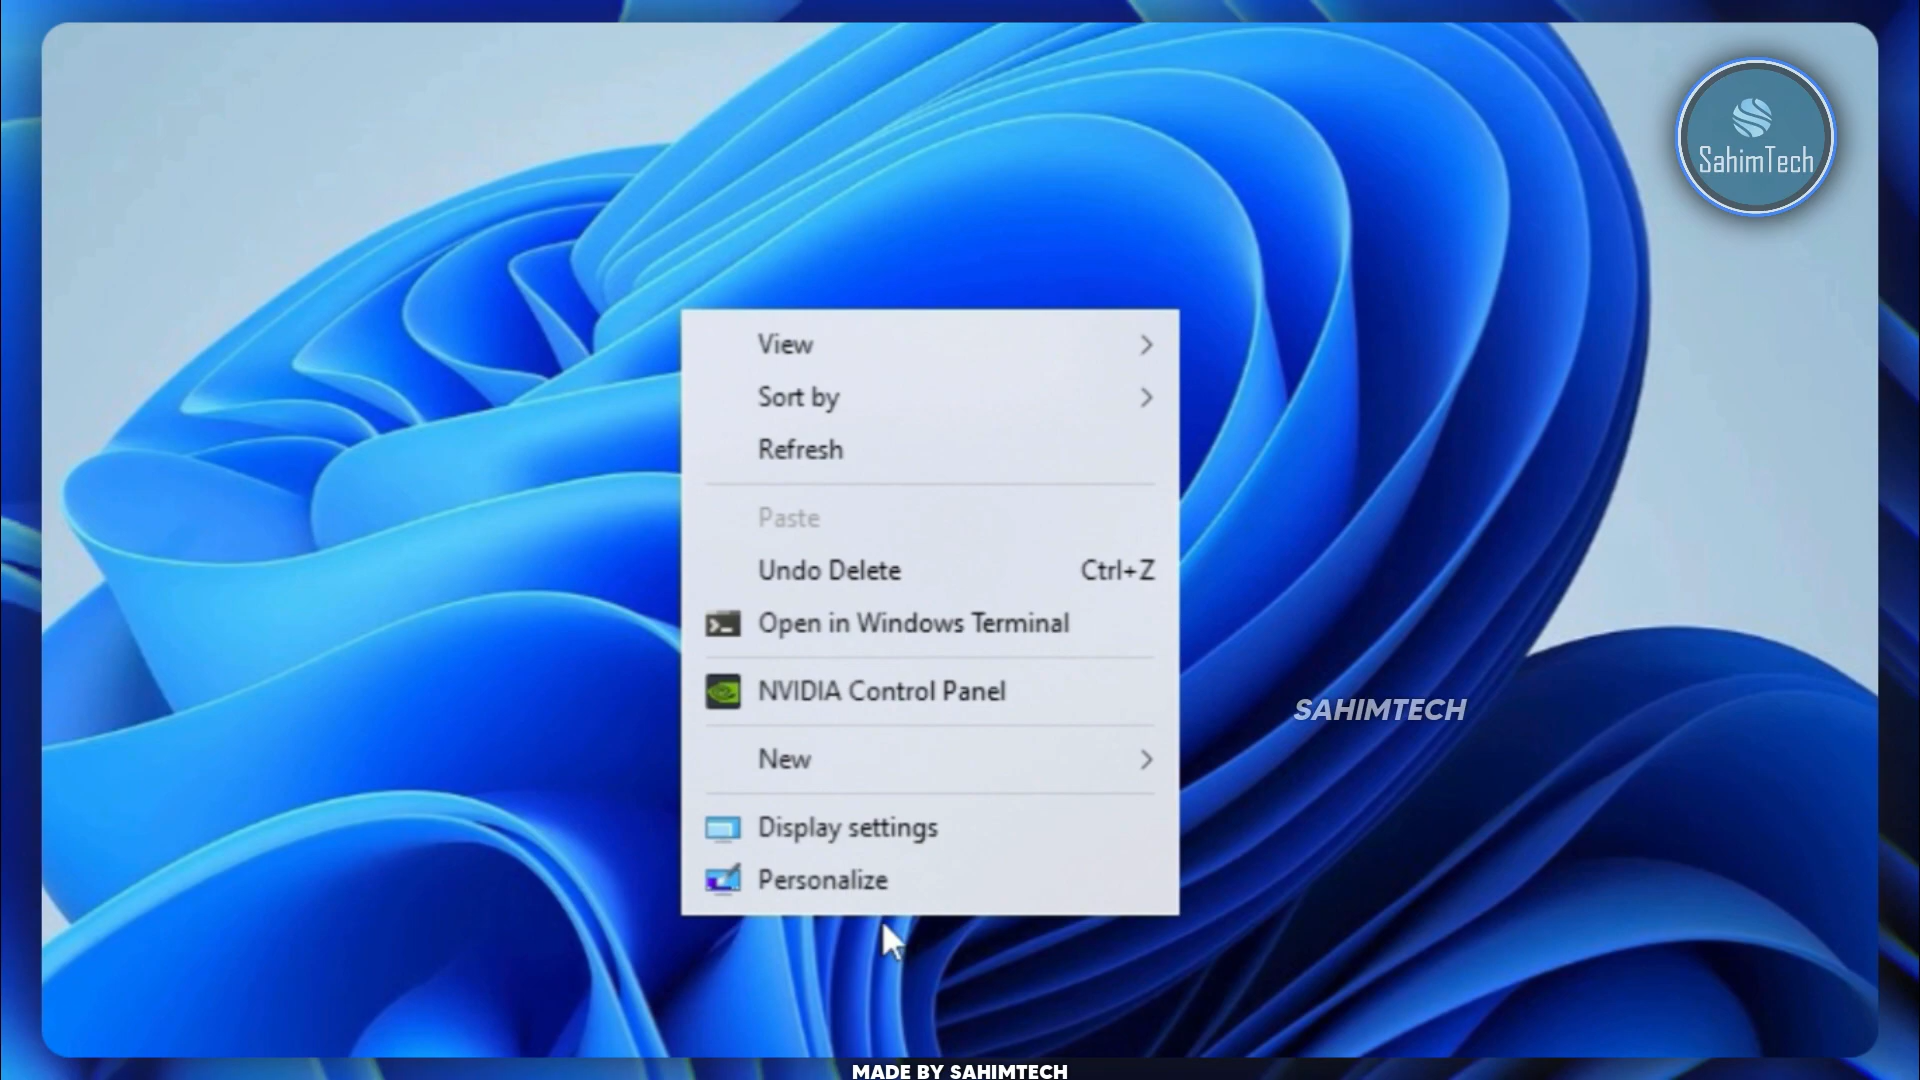 SahimTech
View
Sort by
Refresh
Paste
Undo Delete Ctrl+Z
Open in Windows Terminal
NVIDIA Control Panel
SAHIMTECH
New
Display settings
Personalize
MADE BY SAHIMTECH